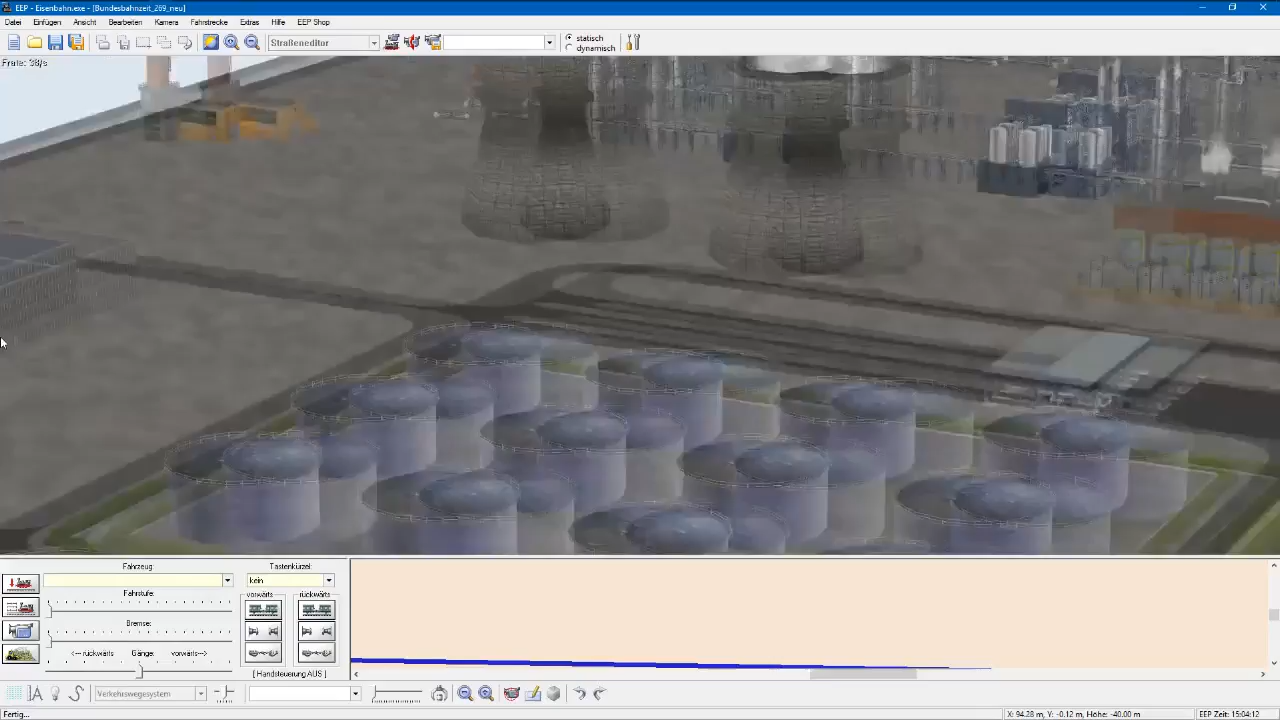 EEP - Eisenbahn.exe - [Bundesbahnzeit_269_neu]
Datei Einfügen Ansicht Bearbeiten Kamera Fahrstrecke Extras Hilfe EEP Shop
Straßeneditor
statisch
dynamisch
Fahrzeug:
Tastenkürzel:
kein
Fahrstufe:
vorwärts
rückwärts
Bremse:
<--- rückwärts Gänge: vorwärts-->
[ Handsteuerung AUS ]
Verkehrswegesystem
Fertig...
X: 94.28 m, Y: -0.12 m, Höhe: -40.00 m
EEP Zeit: 15:04:12